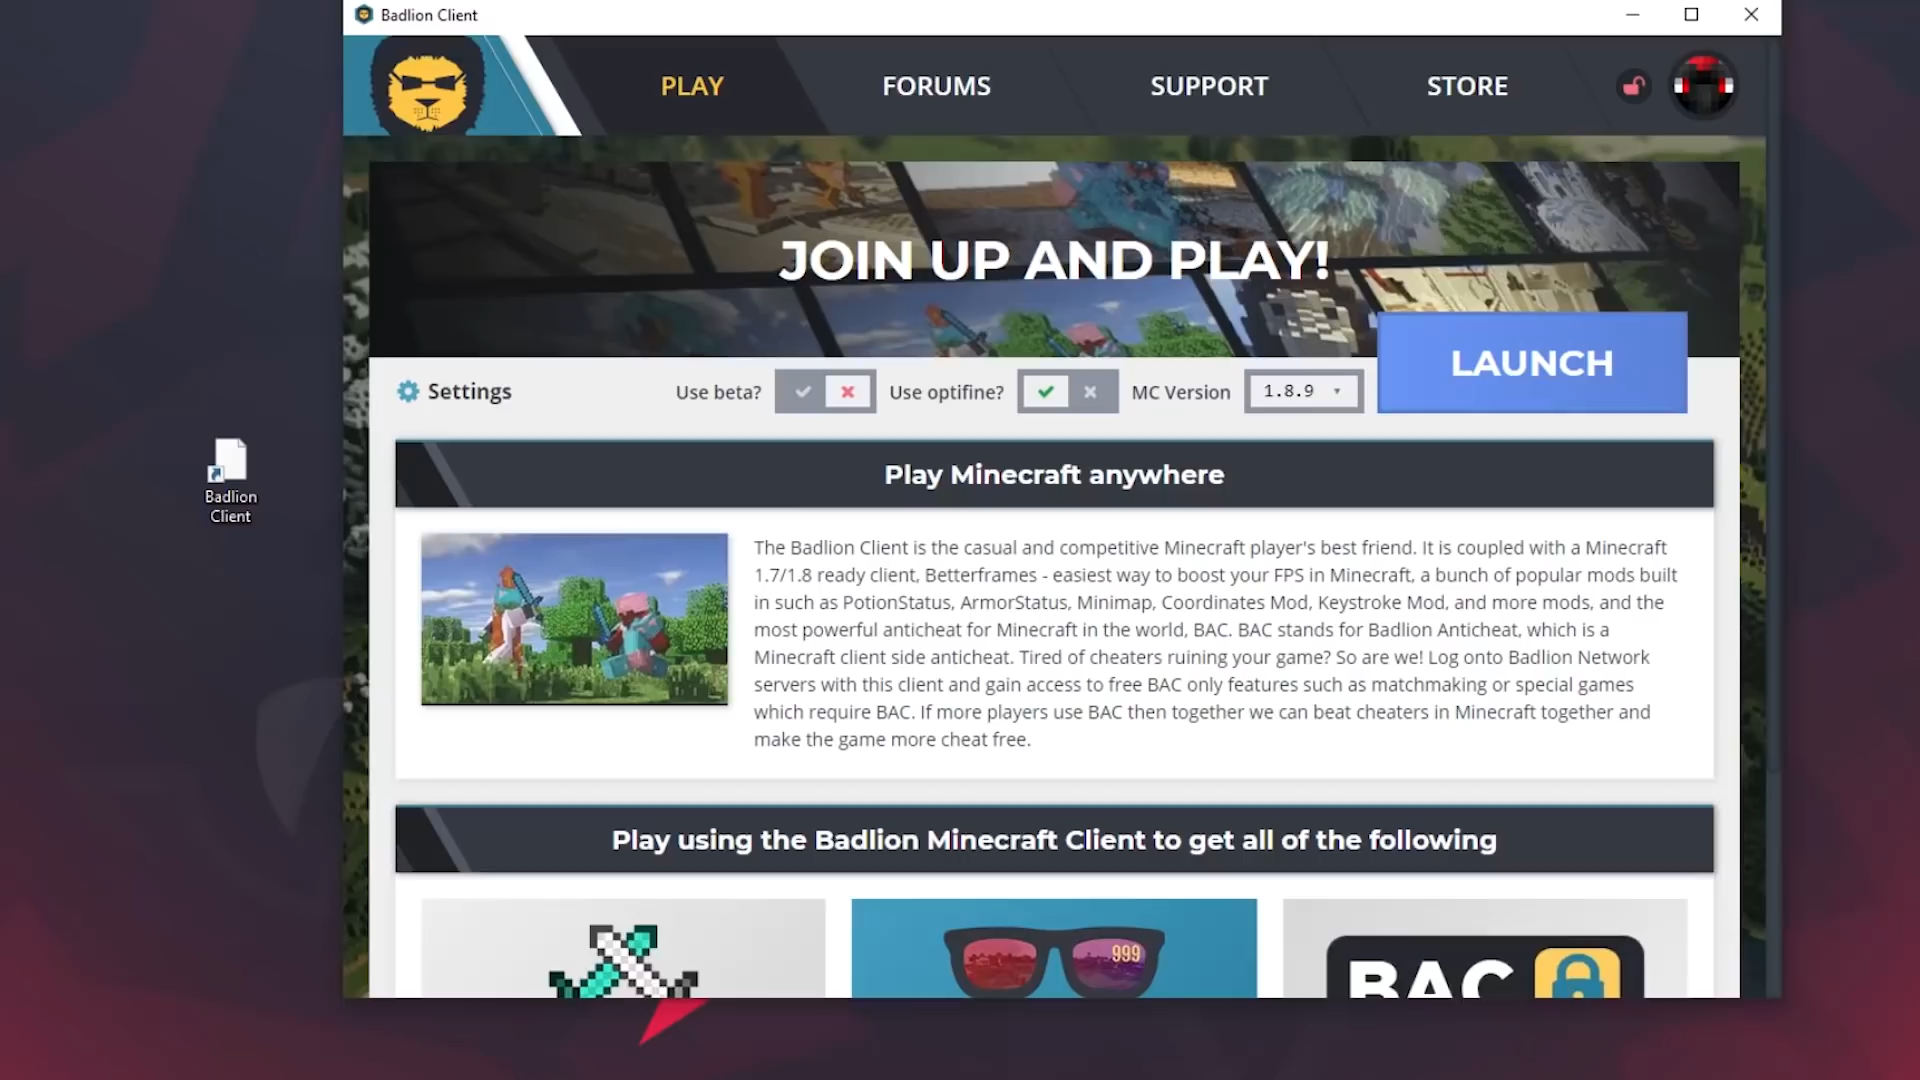 Badlion Client
PLAY
FORUMS
SUPPORT
STORE
JOIN UP AND PLAY!
LAUNCH
Settings
Use beta?
Use optifine?
MC Version
1.8.9
Badlion
Client
Play Minecraft anywhere
The Badlion Client is the casual and competitive Minecraft player's best friend. It is coupled with a Minecraft
1.7/1.8 ready client, Betterframes - easiest way to boost your FPS in Minecraft, a bunch of popular mods built
in such as PotionStatus, ArmorStatus, Minimap, Coordinates Mod, Keystroke Mod, and more mods, and the
most powerful anticheat for Minecraft in the world, BAC. BAC stands for Badlion Anticheat, which is a
Minecraft client side anticheat. Tired of cheaters ruining your game? So are we! Log onto Badlion Network
servers with this client and gain access to free BAC only features such as matchmaking or special games
which require BAC. If more players use BAC then together we can beat cheaters in Minecraft together and
make the game more cheat free.
Play using the Badlion Minecraft Client to get all of the following
999
BAC